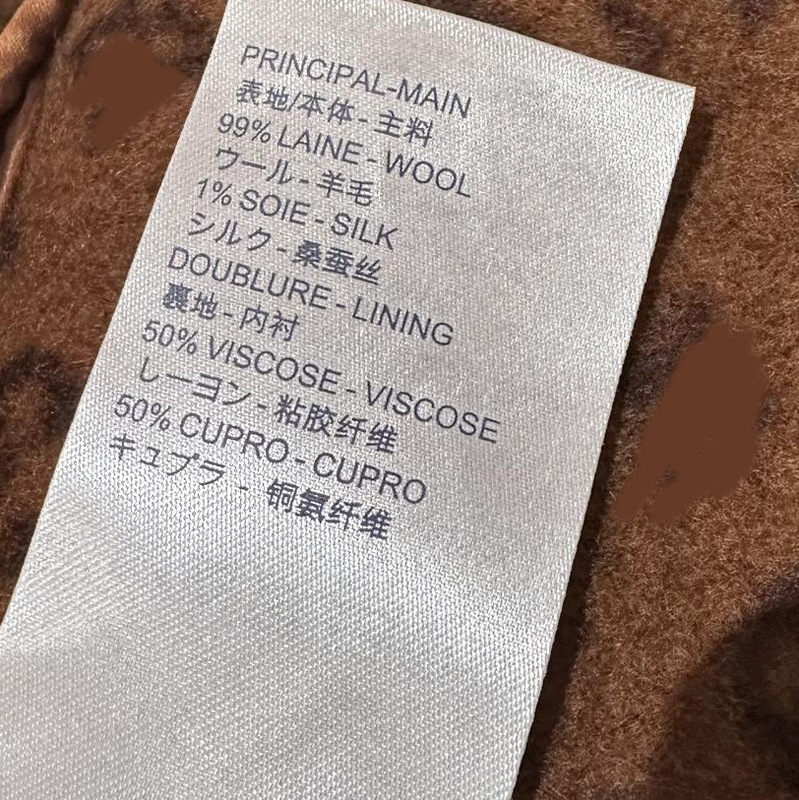 PRINCIPAL-MAIN
表地/本体-主料
99% LAINE-WOOL
ウール-羊毛
1% SOIE-SILK
シルク-桑蚕丝
DOUBLURE-LINING
裏地-内衬
50% VISCOSE-VISCOSE
しーヨン-粘胶纤维
50% CUPRO-CUPRO
キュプラ - 铜氨纤维